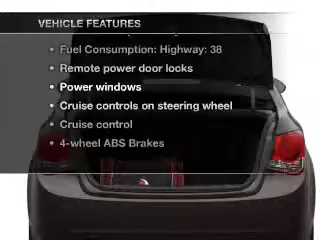 VEHICLE FEATURES
• Fuel Consumption: Highway: 38
• Remote power door locks
• Power windows
• Cruise controls on steering wheel
• Cruise control
• 4-wheel ABS Brakes